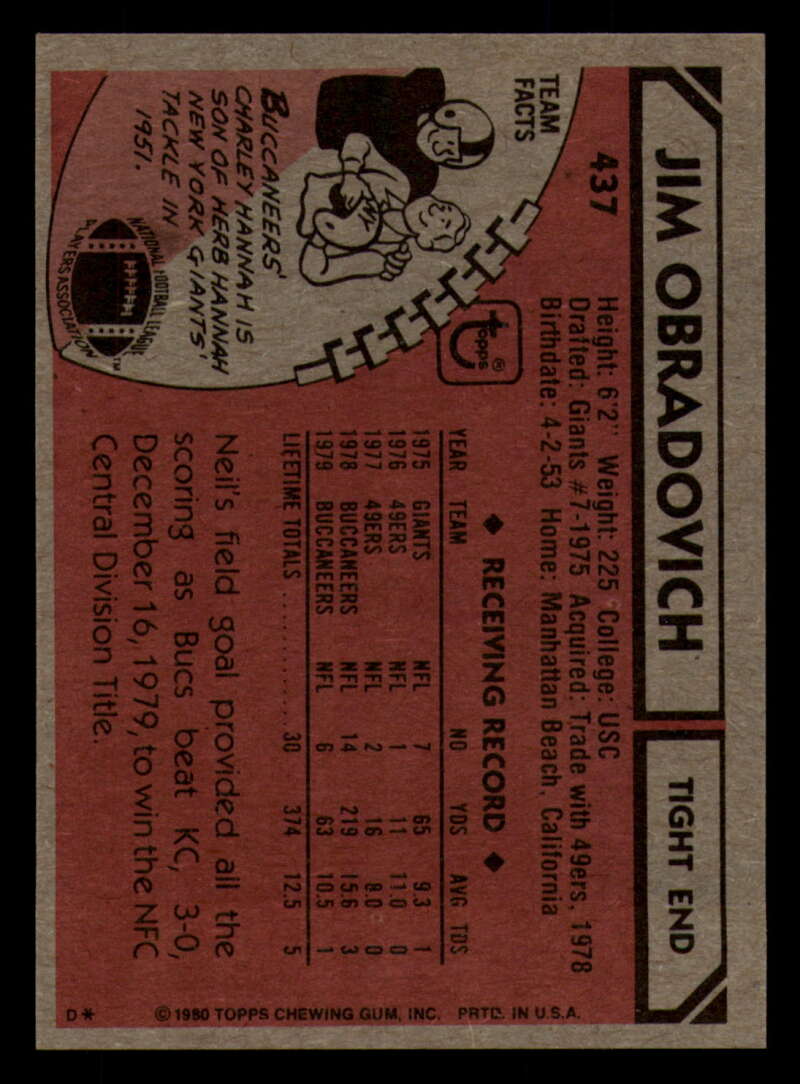 JIM OBRADOVICH
TIGHT END
437
Height: 6'2" Weight: 225 College: USC
Drafted: Giants #7-1975 Acquired: Trade with 49ers, 1978
Birthdate: 4-2-53 Home: Manhattan Beach, California
TEAM
FACTS
BUCCANEERS'
CHARLEY HANNAH IS
SON OF HERB HANNAH
NEW YORK GIANTS'
TACKLE IN
1951.
NATIONAL FOOTBALL LEAGUE
PLAYERS ASSOCIATION
TM
topps®
◆ RECEIVING RECORD ◆
YEAR TEAM NO YDS AVG TDS
1975 GIANTS NFL 7 65 9.3 1
1976 49ERS NFL 1 11 11.0 0
1977 49ERS NFL 2 16 8.0 0
1978 BUCCANEERS NFL 14 219 15.6 3
1979 BUCCANEERS NFL 6 63 10.5 1
LIFETIME TOTALS .................. 30 374 12.5 5
Neil's field goal provided all the
scoring as Bucs beat KC, 3-0,
December 16, 1979, to win the NFC
Central Division Title.
D* © 1980 TOPPS CHEWING GUM, INC. PRTD. IN U.S.A.